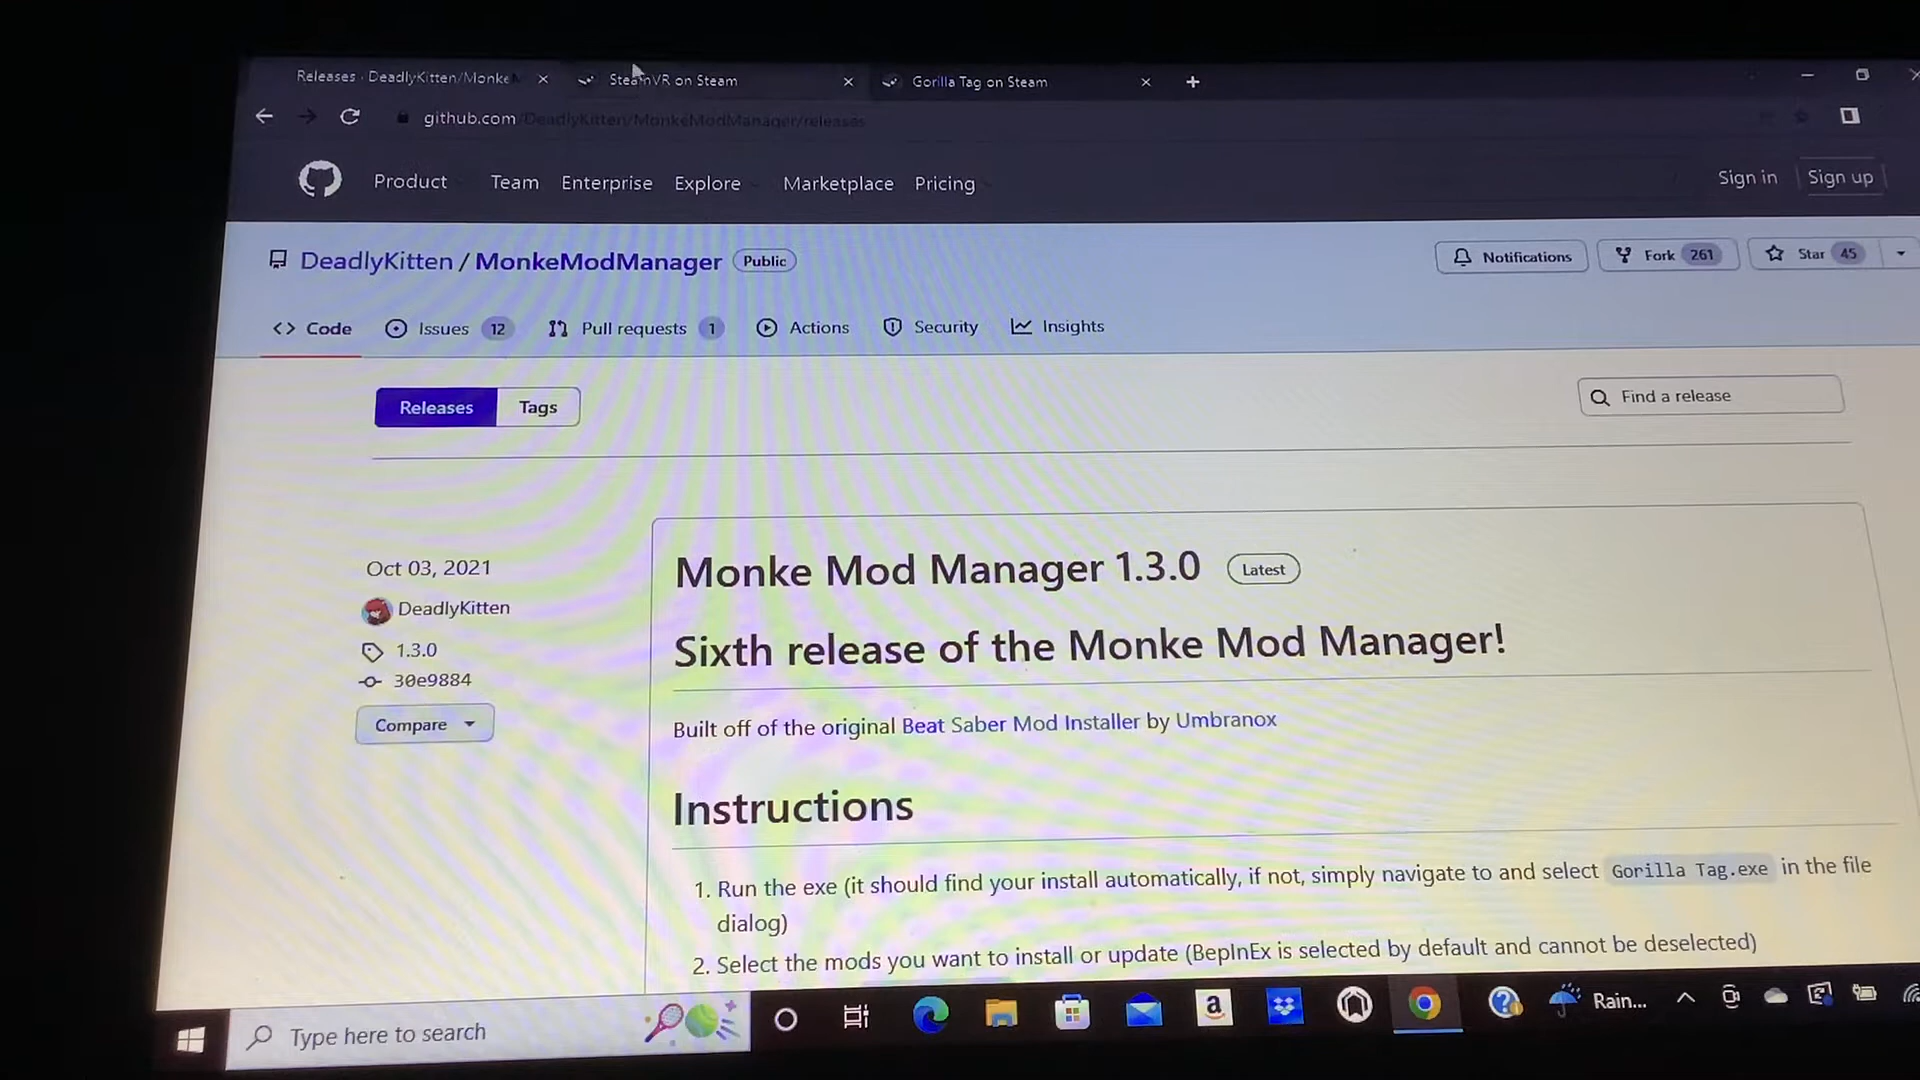 Releases · DeadlyKitten/Monke
SteamVR on Steam
Gorilla Tag on Steam
github.com/DeadlyKitten/MonkeModManager/releases
Product
Team
Enterprise
Explore
Marketplace
Pricing
Sign in
Sign up
DeadlyKitten / MonkeModManager
Public
Notifications
Fork 261
Star 45
Code
Issues 12
Pull requests 1
Actions
Security
Insights
Releases
Tags
Find a release
Oct 03, 2021
DeadlyKitten
1.3.0
30e9884
Compare
Monke Mod Manager 1.3.0
Latest
Sixth release of the Monke Mod Manager!
Built off of the original Beat Saber Mod Installer by Umbranox
Instructions
1. Run the exe (it should find your install automatically, if not, simply navigate to and select Gorilla Tag.exe in the file
dialog)
2. Select the mods you want to install or update (BepInEx is selected by default and cannot be deselected)
Type here to search
a
Rain...